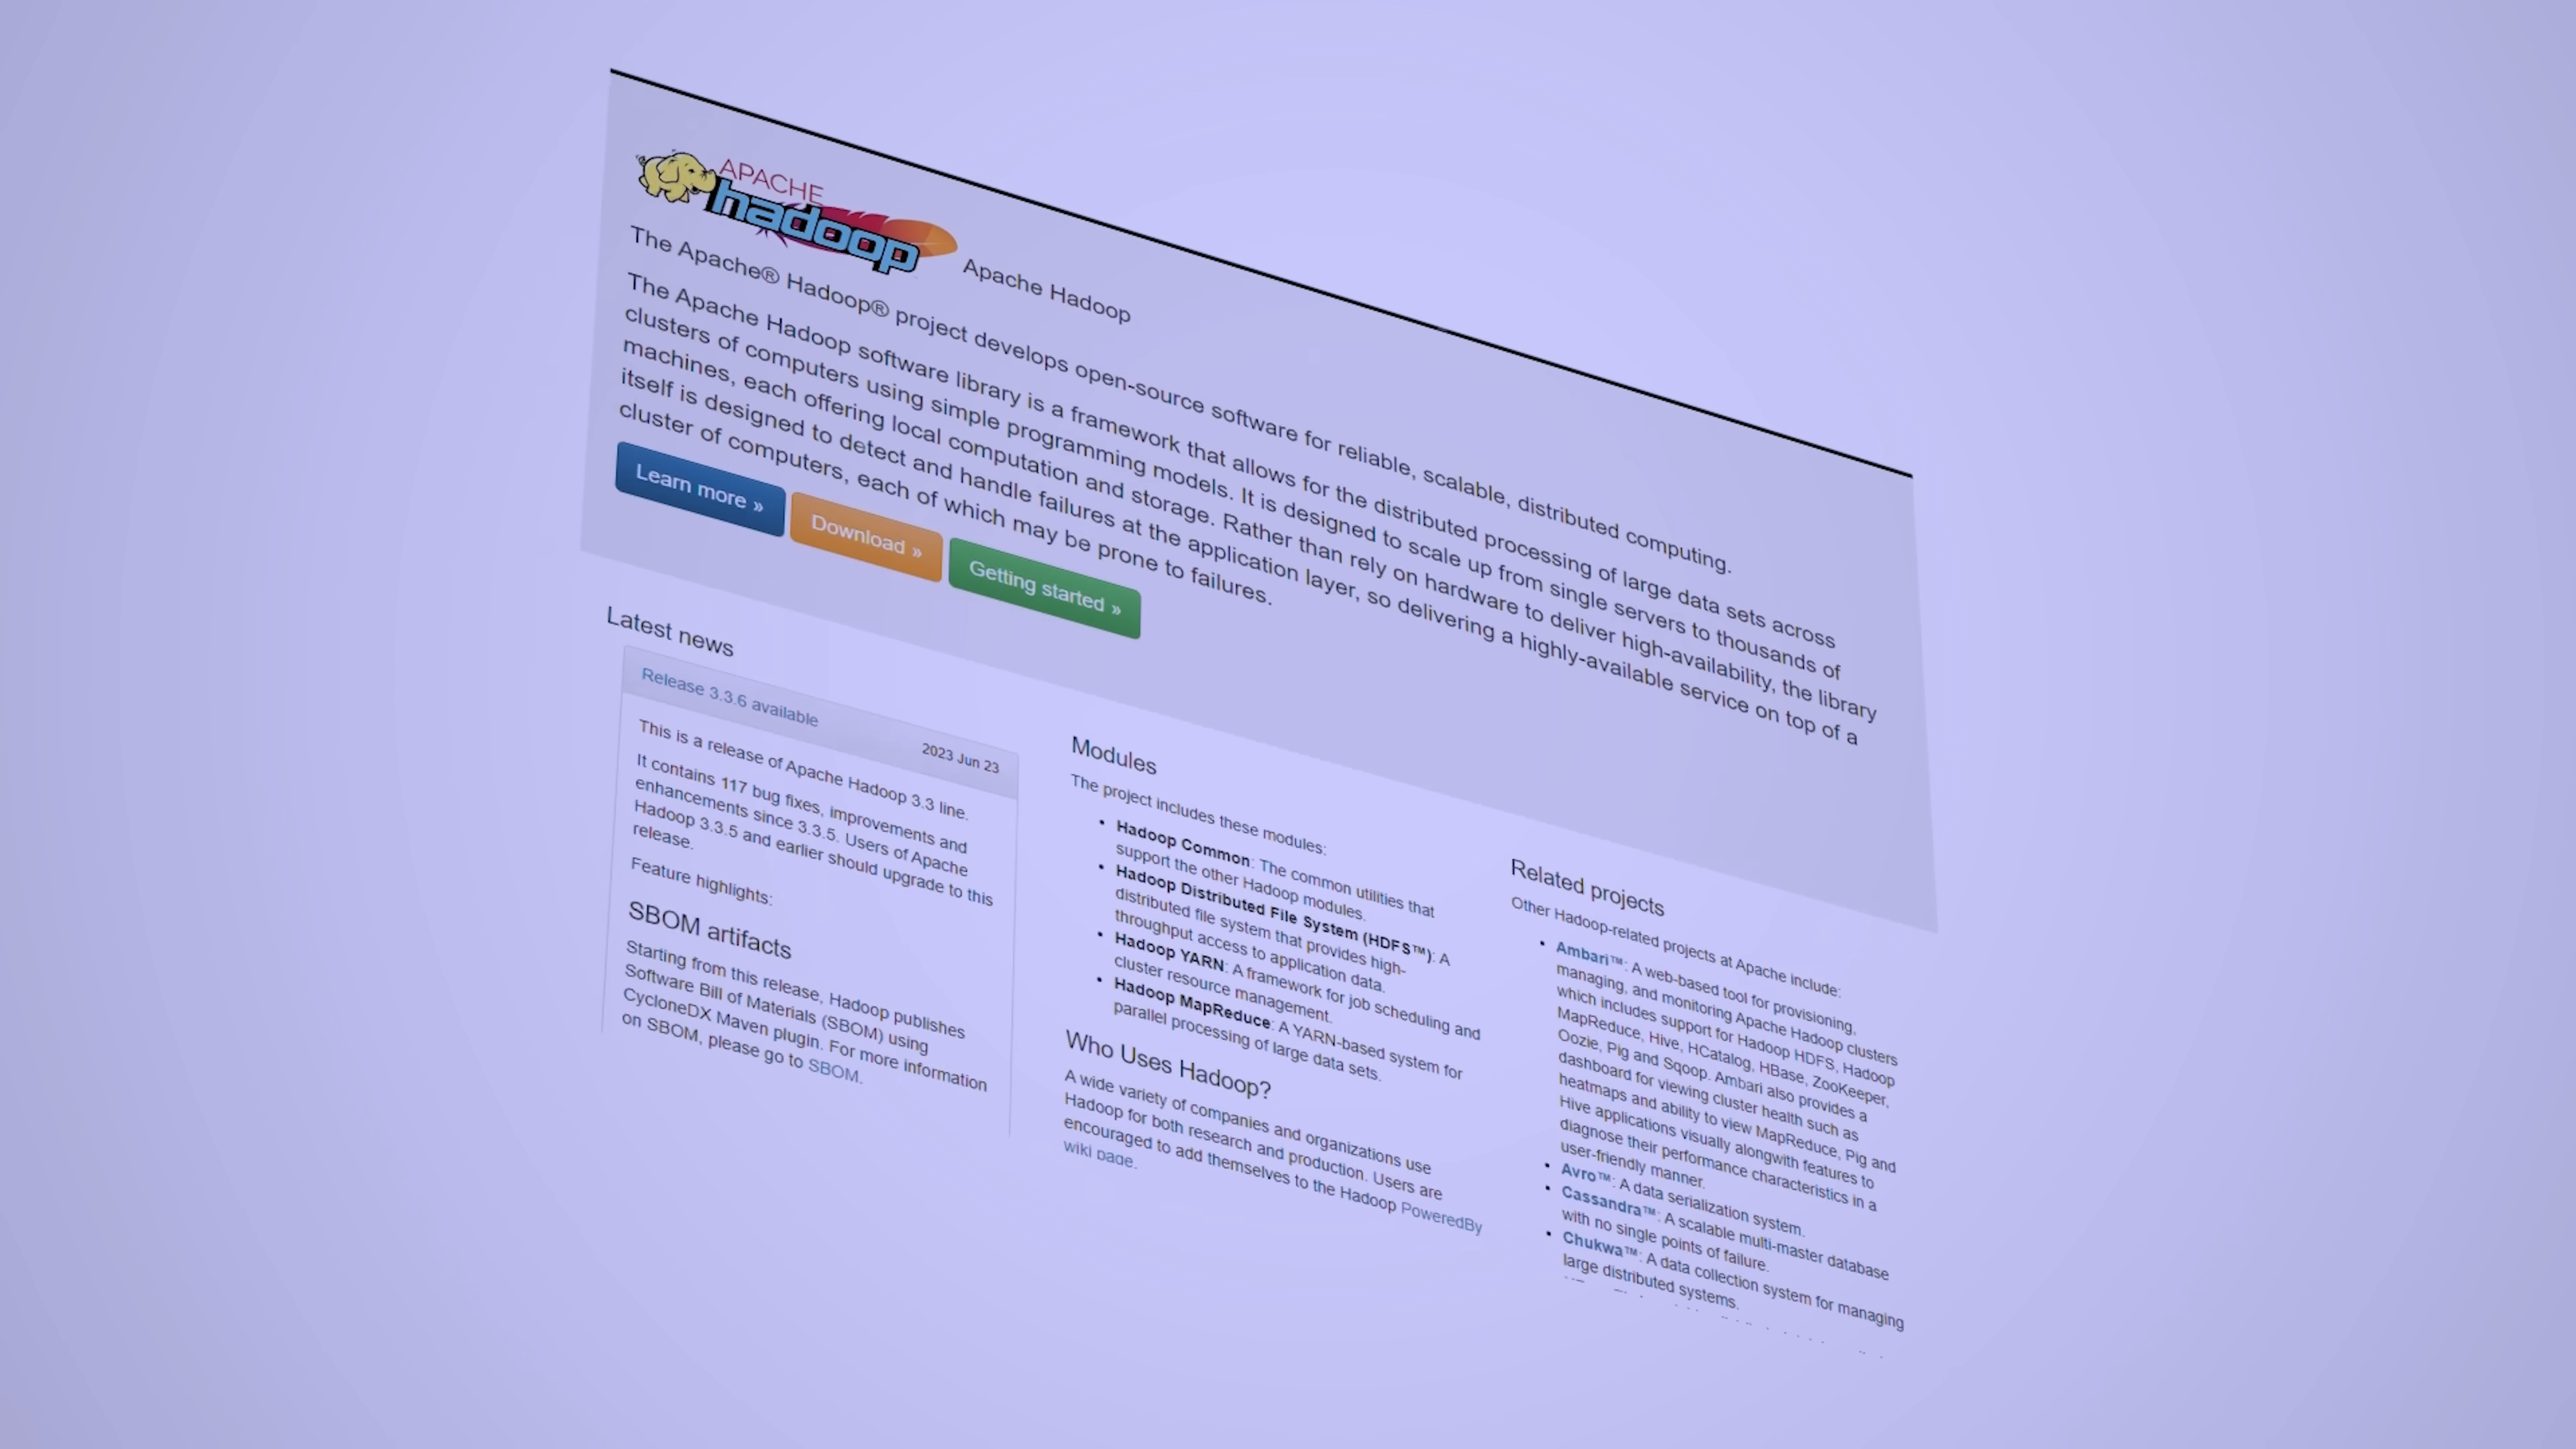 APACHE
hadoop
Apache Hadoop
The Apache® Hadoop® project develops open-source software for reliable, scalable, distributed computing.
The Apache Hadoop software library is a framework that allows for the distributed processing of large data sets across
clusters of computers using simple programming models. It is designed to scale up from single servers to thousands of
machines, each offering local computation and storage. Rather than rely on hardware to deliver high-availability, the library
itself is designed to detect and handle failures at the application layer, so delivering a highly-available service on top of a
cluster of computers, each of which may be prone to failures.
Learn more »
Download »
Getting started »
Latest news
Release 3.3.6 available
2023 Jun 23
This is a release of Apache Hadoop 3.3 line.
It contains 117 bug fixes, improvements and
enhancements since 3.3.5. Users of Apache
Hadoop 3.3.5 and earlier should upgrade to this
release.
Feature highlights:
SBOM artifacts
Starting from this release, Hadoop publishes
Software Bill of Materials (SBOM) using
CycloneDX Maven plugin. For more information
on SBOM, please go to SBOM.
Modules
The project includes these modules:
• Hadoop Common: The common utilities that
support the other Hadoop modules.
• Hadoop Distributed File System (HDFS™): A
distributed file system that provides high-
throughput access to application data.
• Hadoop YARN: A framework for job scheduling and
cluster resource management.
• Hadoop MapReduce: A YARN-based system for
parallel processing of large data sets.
Who Uses Hadoop?
A wide variety of companies and organizations use
Hadoop for both research and production. Users are
encouraged to add themselves to the Hadoop PoweredBy
wiki page.
Related projects
Other Hadoop-related projects at Apache include:
• Ambari™: A web-based tool for provisioning,
managing, and monitoring Apache Hadoop clusters
which includes support for Hadoop HDFS, Hadoop
MapReduce, Hive, HCatalog, HBase, ZooKeeper,
Oozie, Pig and Sqoop. Ambari also provides a
dashboard for viewing cluster health such as
heatmaps and ability to view MapReduce, Pig and
Hive applications visually alongwith features to
diagnose their performance characteristics in a
user-friendly manner.
• Avro™: A data serialization system.
• Cassandra™: A scalable multi-master database
with no single points of failure.
• Chukwa™: A data collection system for managing
large distributed systems.